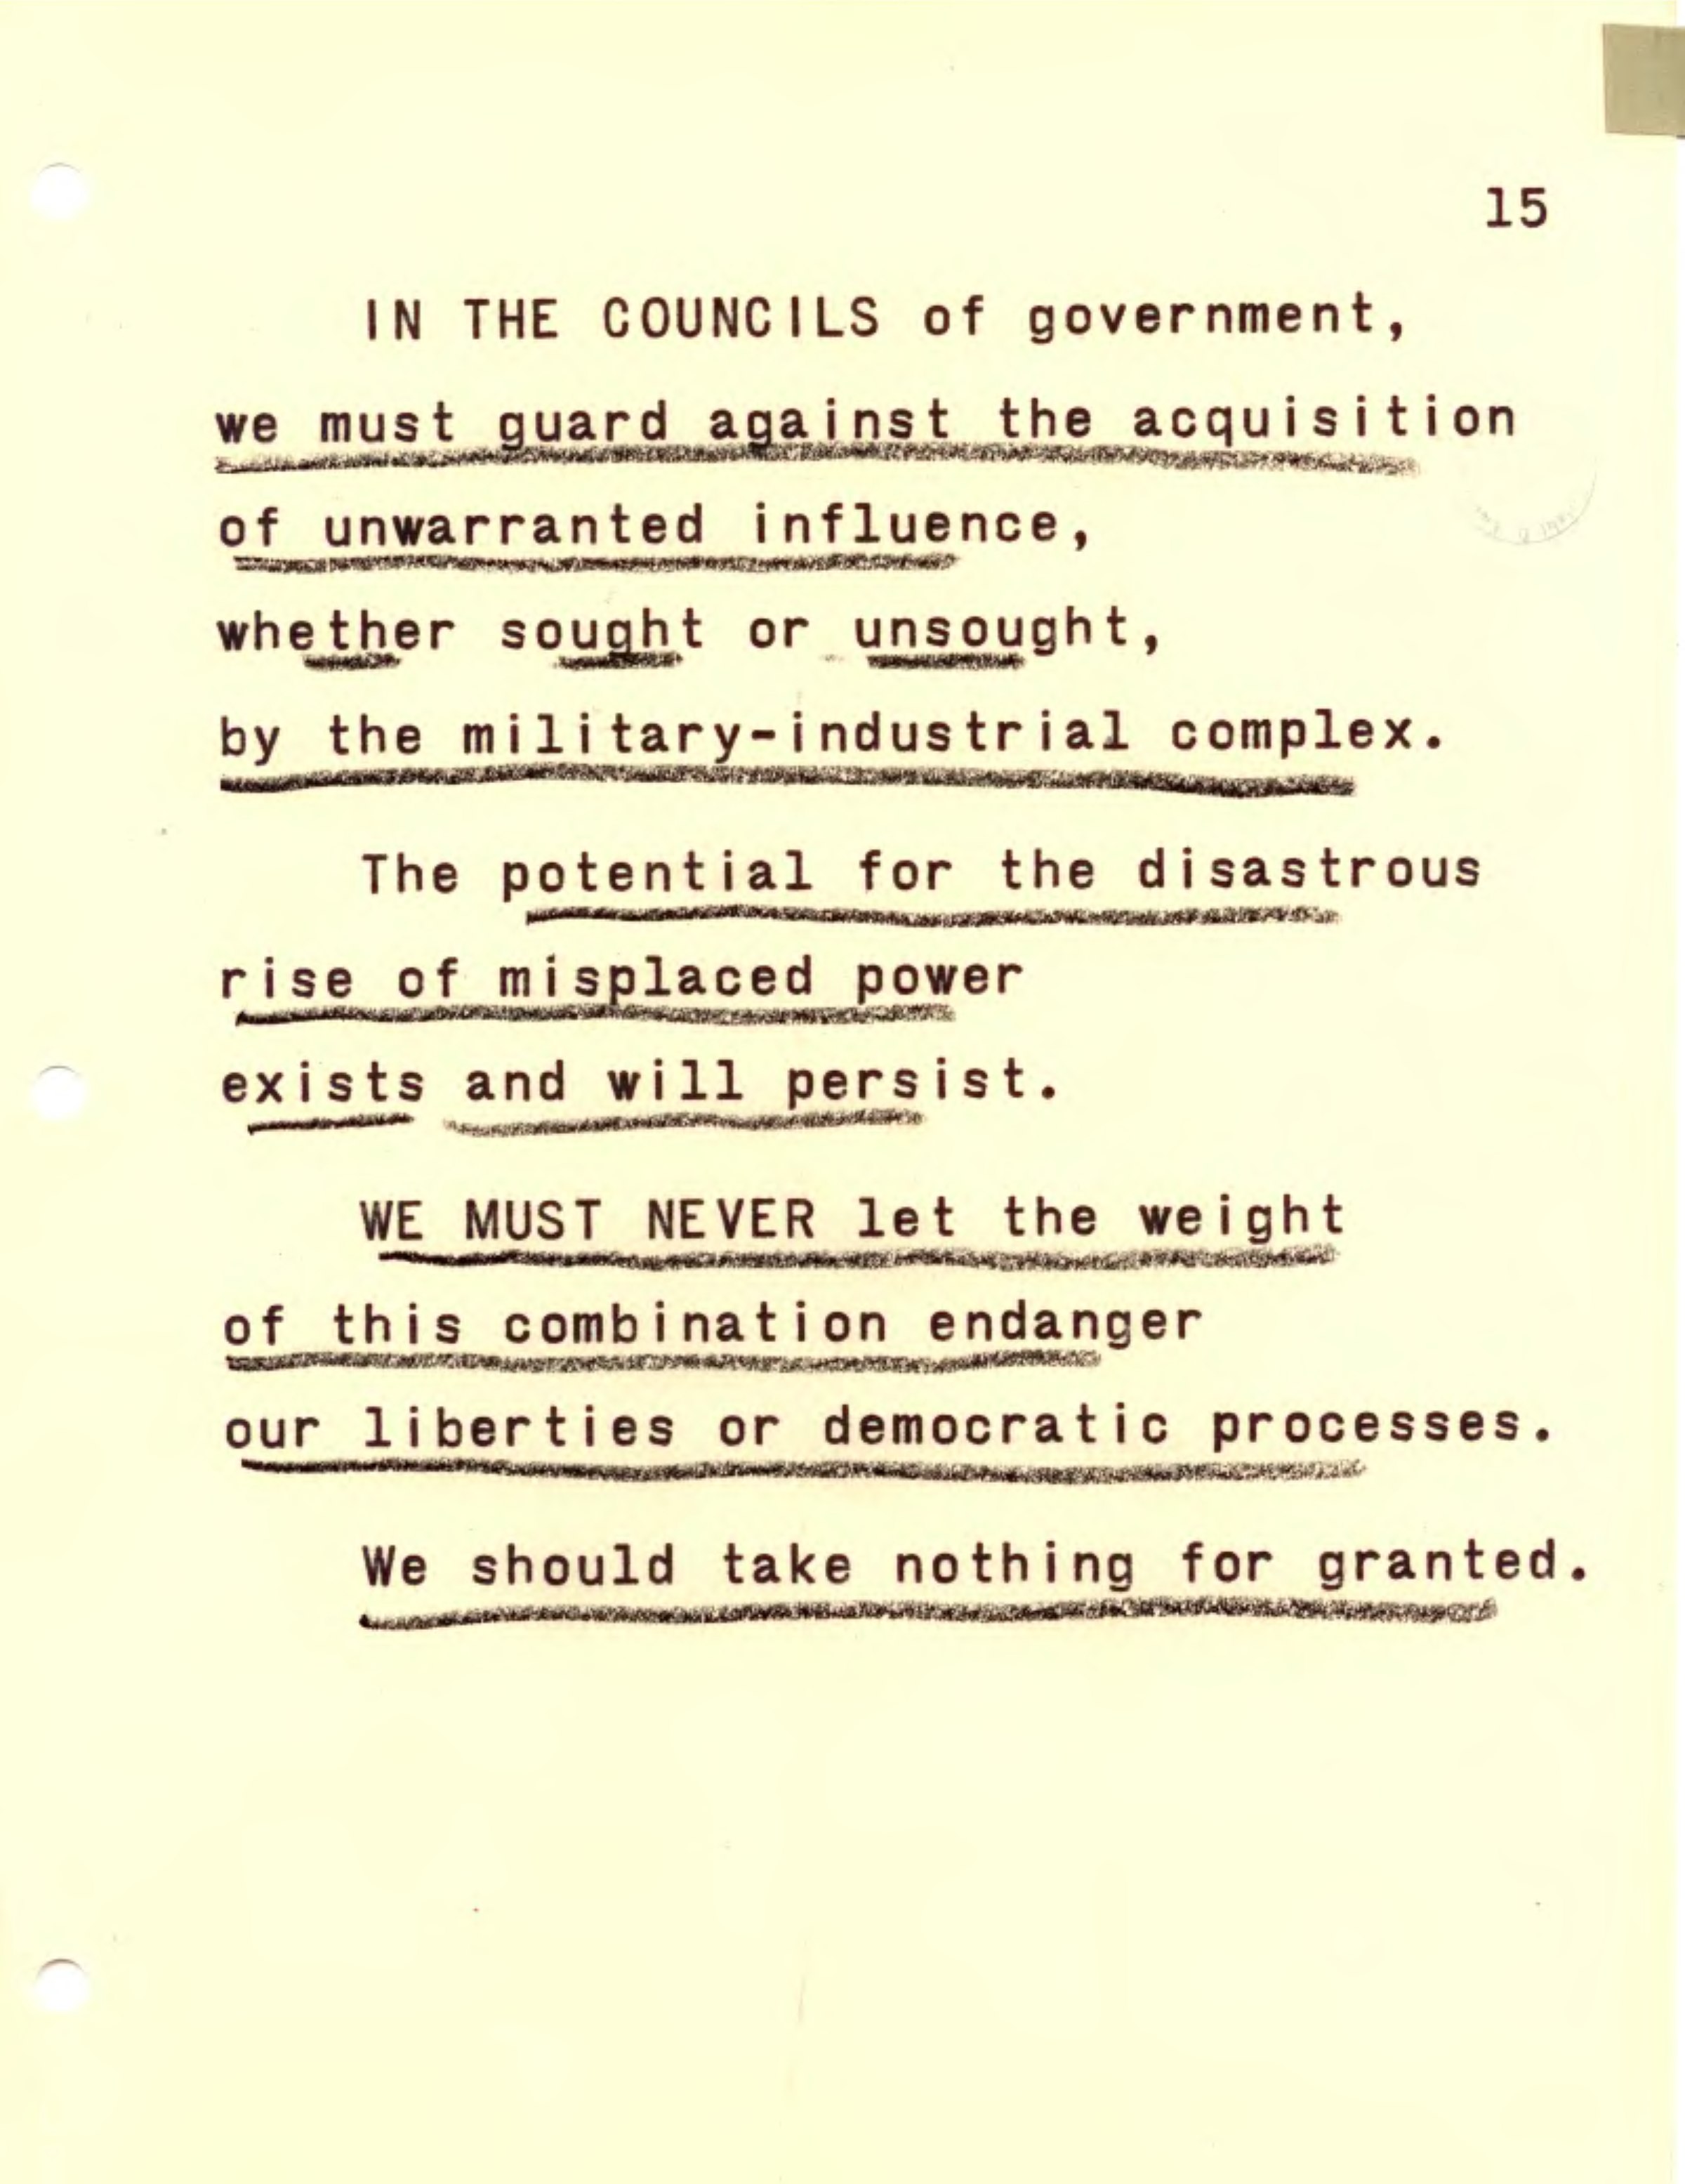 15
IN THE COUNCILS of government,
we must guard against the acquisition
of unwarranted influence,
whether sought or unsought,
by the military-industrial complex.
The potential for the disastrous
rise of misplaced power
exists and will persist.
WE MUST NEVER let the weight
of this combination endanger
our liberties or democratic processes.
We should take nothing for granted.